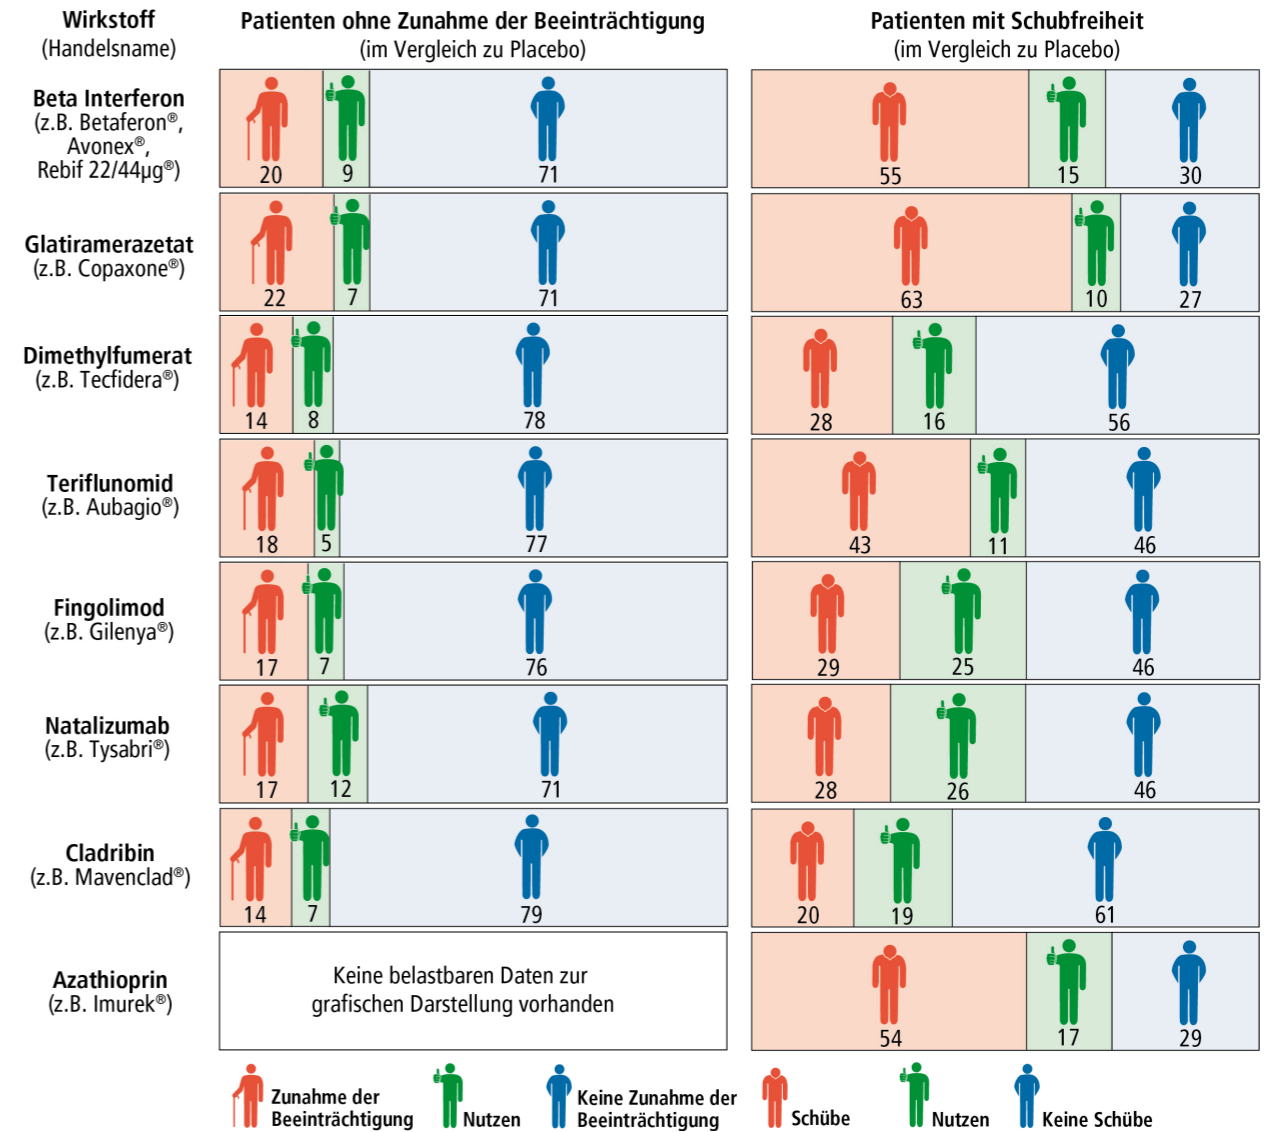 Wirkstoff
(Handelsname)
Patienten ohne Zunahme der Beeinträchtigung
(im Vergleich zu Placebo)
Patienten mit Schubfreiheit
(im Vergleich zu Placebo)
Beta Interferon
(z.B. Betaferon®,
Avonex®,
Rebif 22/44µg®)
20 9 71
55 15 30
Glatiramerazetat
(z.B. Copaxone®)
22 7 71
63 10 27
Dimethylfumerat
(z.B. Tecfidera®)
14 8 78
28 16 56
Teriflunomid
(z.B. Aubagio®)
18 5 77
43 11 46
Fingolimod
(z.B. Gilenya®)
17 7 76
29 25 46
Natalizumab
(z.B. Tysabri®)
17 12 71
28 26 46
Cladribin
(z.B. Mavenclad®)
14 7 79
20 19 61
Azathioprin
(z.B. Imurek®)
Keine belastbaren Daten zur
grafischen Darstellung vorhanden
54 17 29
Zunahme der
Beeinträchtigung
Nutzen
Keine Zunahme der
Beeinträchtigung
Schübe
Nutzen
Keine Schübe